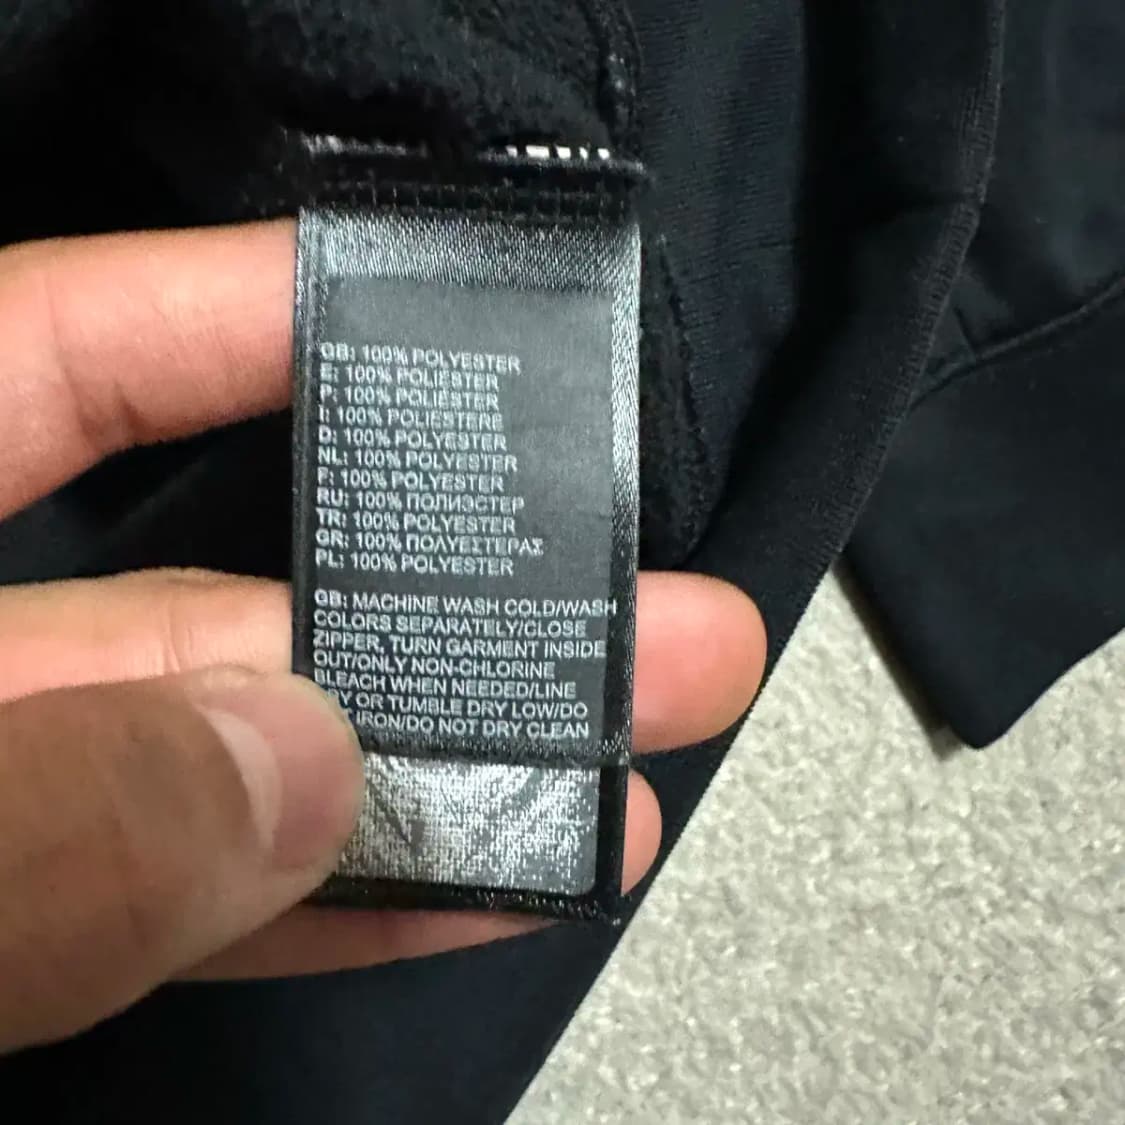 GB: 100% POLYESTER
E: 100% POLIESTER
P: 100% POLIESTER
I: 100% POLIESTERE
D: 100% POLYESTER
NL: 100% POLYESTER
F: 100% POLYESTER
RU: 100% ПОЛИЭСТЕР
TR: 100% POLYESTER
GR: 100% ΠΟΛΥΕΣΤΕΡΑΣ
PL: 100% POLYESTER
GB: MACHINE WASH COLD/WASH
COLORS SEPARATELY/CLOSE
ZIPPER, TURN GARMENT INSIDE
OUT/ONLY NON-CHLORINE
BLEACH WHEN NEEDED/LINE
OR TUMBLE DRY LOW/DO
IRON/DO NOT DRY CLEAN